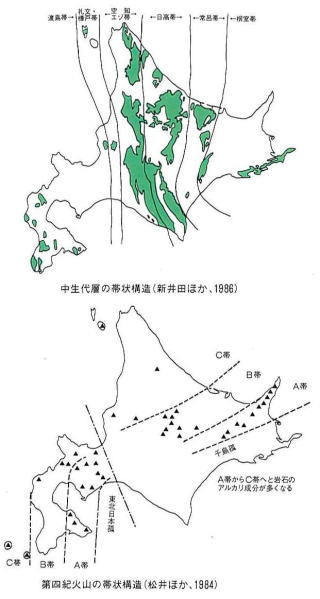 渡島帯
礼文・樺戸帯
空知エゾ帯
日高帯
常呂帯
根室帯
中生代層の帯状構造(新井田ほか、1986)
C帯
B帯
A帯
千島弧
A帯からC帯へと岩石の
アルカリ成分が多くなる
東北日本弧
C帯
B帯
A帯
第四紀火山の帯状構造(松井ほか、1984)